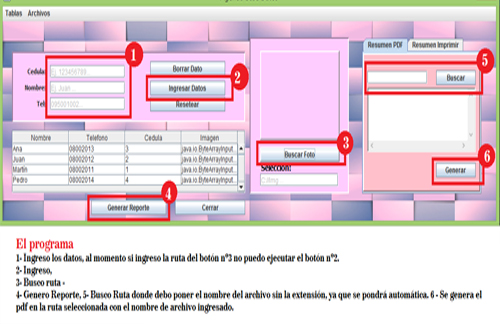 Tablas Archivos
Resumen PDF Resumen Imprimir
1
Cedula: Ej. 123456789...
Borrar Dato
2
Nombre: Ej. Juan...
Ingresar Datos
Tel: 095001002...
Resetear
5
Buscar
Nombre Telefono Cedula Imagen
Ana 08002013 3 java.io.ByteArrayInput...
Juan 08002012 2 java.io.ByteArrayInput...
Martin 08002011 1 java.io.ByteArrayInput...
Pedro 08002014 4 java.io.ByteArrayInput...
3
Buscar Foto
Seleccion:
6
Generar
4
Generar Reporte Cerrar
El programa
1- Ingreso los datos, al momento si ingreso la ruta del botón nº3 no puedo ejecutar el botón nº2.
2- Ingreso,
3- Busco ruta -
4- Genero Reporte, 5- Busco Ruta donde debo poner el nombre del archivo sin la extensión, ya que se pondrá automática. 6 - Se genera el
pdf en la ruta seleccionada con el nombre de archivo ingresado.